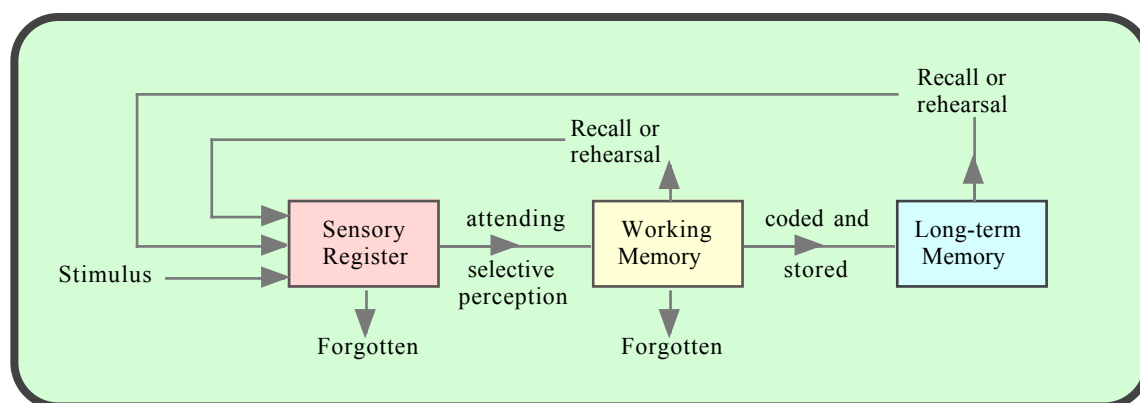 Recall or
rehearsal
Recall or
rehearsal
Sensory
Register
attending
selective
perception
Working
Memory
coded and
stored
Long-term
Memory
Stimulus
Forgotten
Forgotten